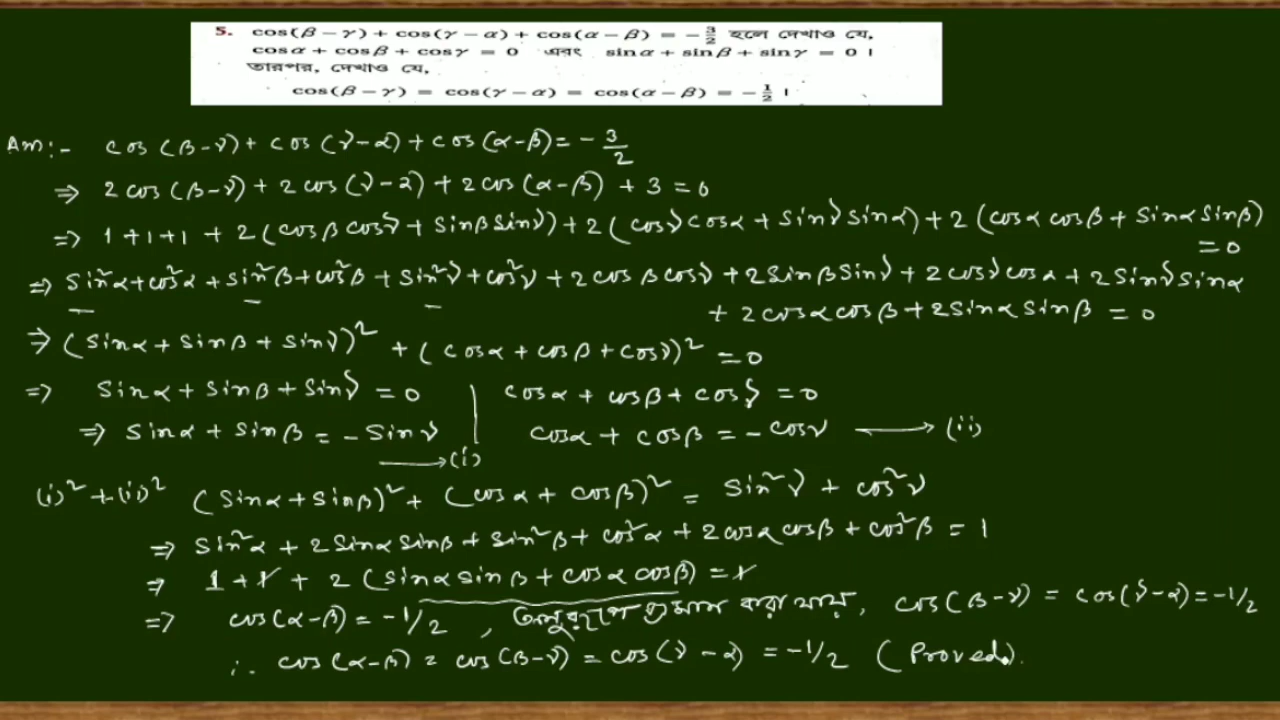 5. cos(β − γ) + cos(γ − α) + cos(α − β) = −3/2 হলে দেখাও যে,
cosα + cosβ + cosγ = 0 এবং sinα + sinβ + sinγ = 0 ।
তারপর, দেখাও যে,
cos(β − γ) = cos(γ − α) = cos(α − β) = −1/2 ।
Ans:- cos(β-γ) + cos(γ-α) + cos(α-β) = -3/2
⇒ 2cos(β-γ) + 2cos(γ-α) + 2cos(α-β) + 3 = 0
⇒ 1+1+1 + 2(cosβcosγ + sinβsinγ) + 2(cosγcosα + sinγsinα) + 2(cosαcosβ + sinαsinβ)
= 0
⇒ sin²α+cos²α + sin²β+cos²β + sin²γ+cos²γ + 2cosβcosγ + 2sinβsinγ + 2cosγcosα + 2sinγsinα
+ 2cosαcosβ + 2sinαsinβ = 0
⇒ (sinα + sinβ + sinγ)² + (cosα + cosβ + cosγ)² = 0
⇒ sinα + sinβ + sinγ = 0 | cosα + cosβ + cosγ = 0
⇒ sinα + sinβ = -sinγ → (i) cosα + cosβ = -cosγ → (ii)
(i)² + (ii)² (sinα + sinβ)² + (cosα + cosβ)² = sin²γ + cos²γ
⇒ sin²α + 2sinαsinβ + sin²β + cos²α + 2cosαcosβ + cos²β = 1
⇒ 1 + 1 + 2(sinαsinβ + cosαcosβ) = 1
⇒ cos(α-β) = -1/2 , অনুরূপে প্রমাণ করা যায়, cos(β-γ) = cos(γ-α) = -1/2
∴ cos(α-β) = cos(β-γ) = cos(γ-α) = -1/2 (Proved).